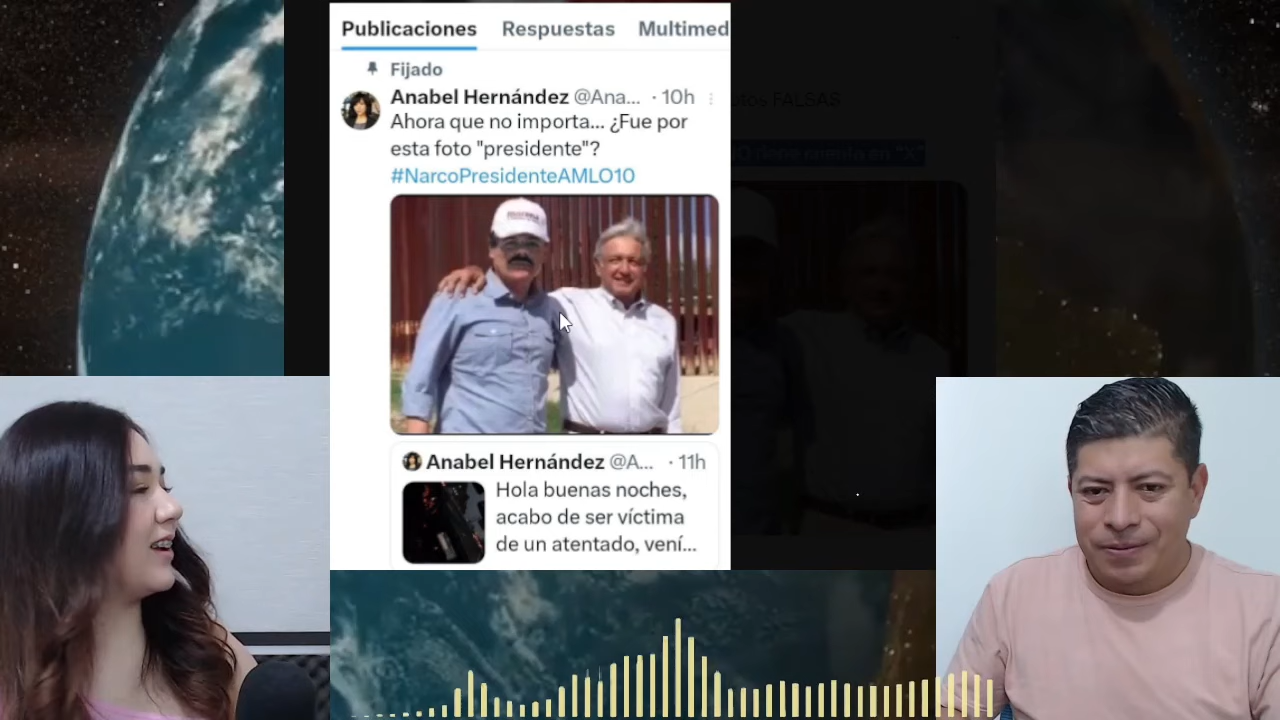 Publicaciones Respuestas Multimed
Fijado
Anabel Hernández @Ana... · 10h
Ahora que no importa... ¿Fue por
esta foto "presidente"?
#NarcoPresidenteAMLO10
Anabel Hernández @A... · 11h
Hola buenas noches,
acabo de ser víctima
de un atentado, vení...
FALSAS